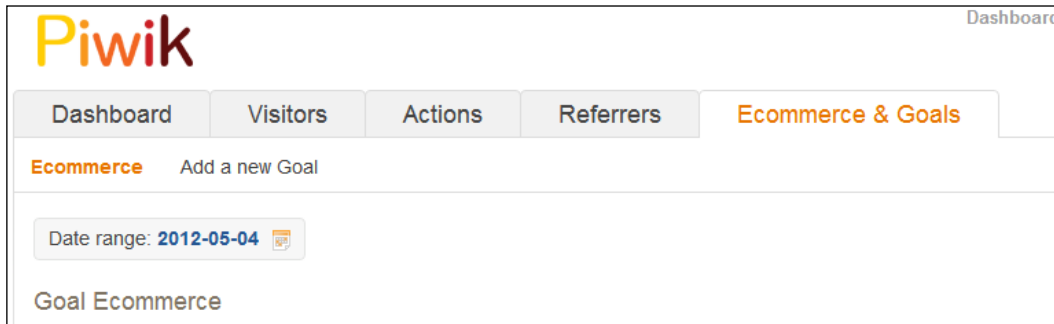 Piwik
Dashboard
Dashboard Visitors Actions Referrers Ecommerce & Goals
Ecommerce Add a new Goal
Date range: 2012-05-04
Goal Ecommerce